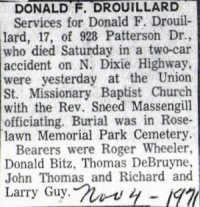 DONALD F. DROUILLARD
Services for Donald F. Drouil-
lard, 17, of 928 Patterson Dr.,
who died Saturday in a two-car
accident on N. Dixie Highway,
were yesterday at the Union
St. Missionary Baptist Church
with the Rev. Sneed Massengill
officiating. Burial was in Rose-
lawn Memorial Park Cemetery.
Bearers were Roger Wheeler,
Donald Bitz, Thomas DeBruyne,
John Thomas and Richard and
Larry Guy.
Nov 4-1971